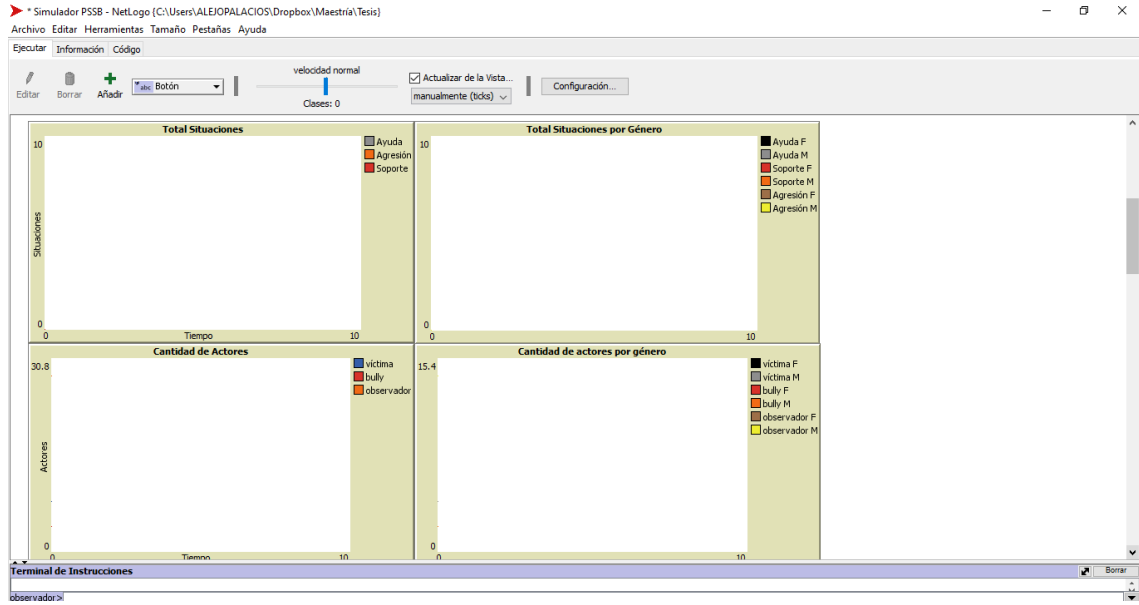 * Simulador PSSB - NetLogo {C:\Users\ALEJOPALACIOS\Dropbox\Maestría\Tesis}
Archivo Editar Herramientas Tamaño Pestañas Ayuda
Ejecutar Información Código
Editar Borrar Añadir abc Botón velocidad normal Clases: 0 Actualizar de la Vista... manualmente (ticks) Configuración...
Total Situaciones
10
Situaciones
0
0 Tiempo 10
Ayuda
Agresión
Soporte
Total Situaciones por Género
10
0
0 10
Ayuda F
Ayuda M
Soporte F
Soporte M
Agresión F
Agresión M
Cantidad de Actores
30.8
Actores
0
0 Tiempo 10
víctima
bully
observador
Cantidad de actores por género
15.4
0
0 10
víctima F
víctima M
bully F
bully M
observador F
observador M
Terminal de Instrucciones Borrar
observador>